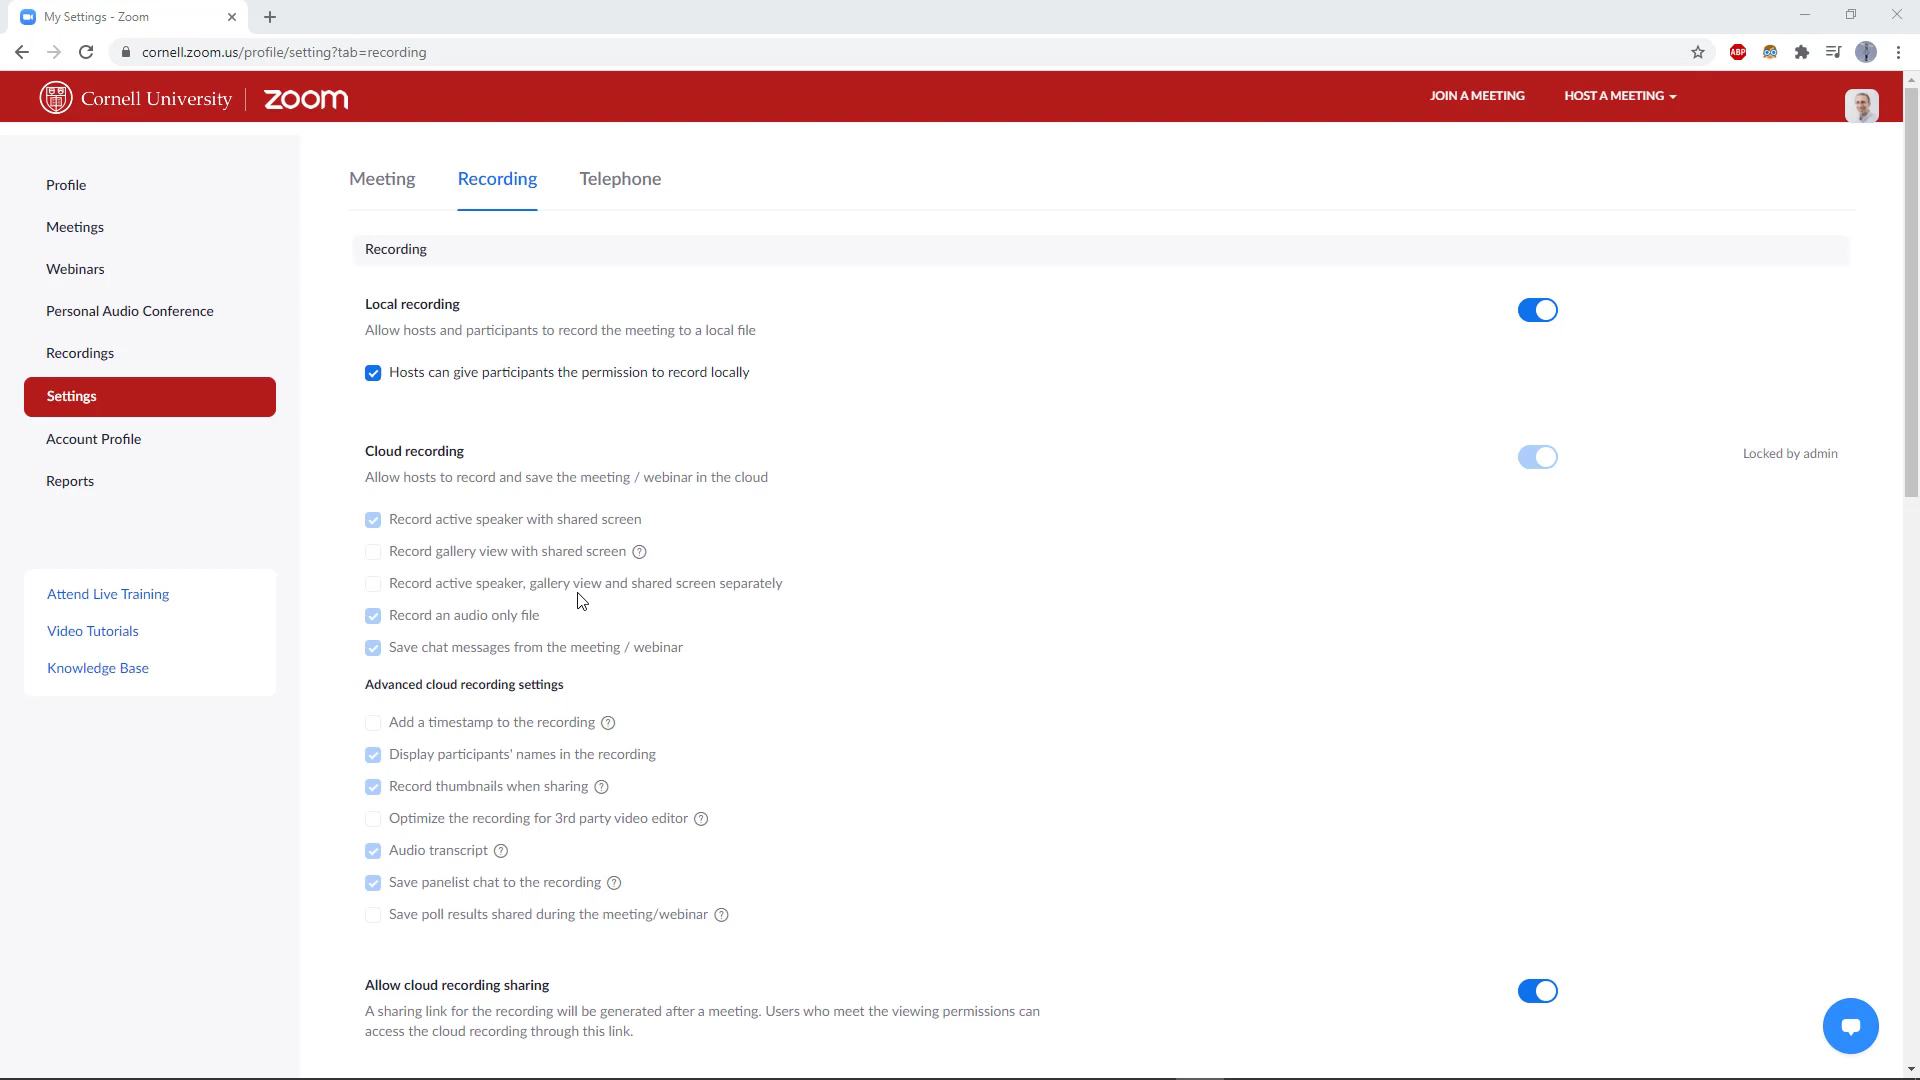 My Settings - Zoom
cornell.zoom.us/profile/setting?tab=recording
ABP
Cornell University
zoom
JOIN A MEETING
HOST A MEETING
Profile
Meetings
Webinars
Personal Audio Conference
Recordings
Settings
Account Profile
Reports
Attend Live Training
Video Tutorials
Knowledge Base
Meeting
Recording
Telephone
Recording
Local recording
Allow hosts and participants to record the meeting to a local file
Hosts can give participants the permission to record locally
Cloud recording
Locked by admin
Allow hosts to record and save the meeting / webinar in the cloud
Record active speaker with shared screen
Record gallery view with shared screen ?
Record active speaker, gallery view and shared screen separately
Record an audio only file
Save chat messages from the meeting / webinar
Advanced cloud recording settings
Add a timestamp to the recording ?
Display participants' names in the recording
Record thumbnails when sharing ?
Optimize the recording for 3rd party video editor ?
Audio transcript ?
Save panelist chat to the recording ?
Save poll results shared during the meeting/webinar ?
Allow cloud recording sharing
A sharing link for the recording will be generated after a meeting. Users who meet the viewing permissions can
access the cloud recording through this link.